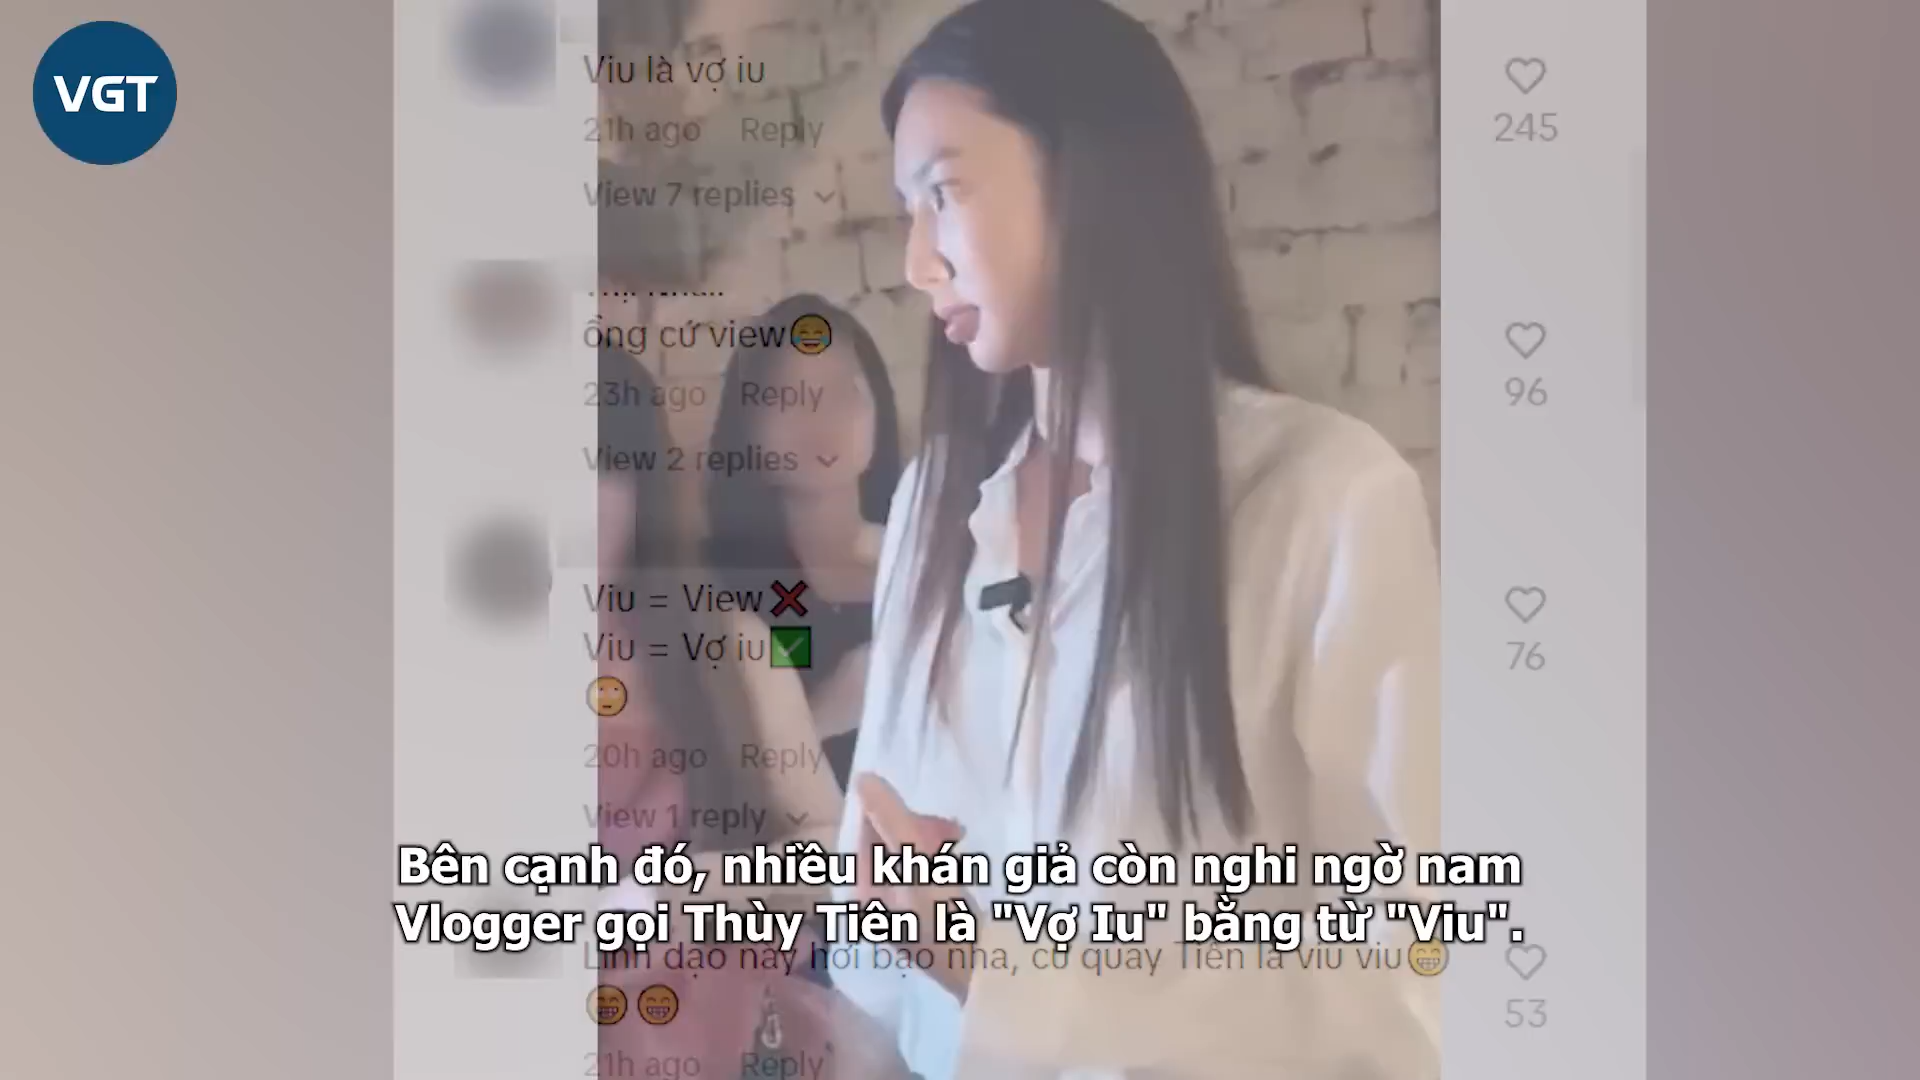 VGT
Viu là vợ iu
245
21h ago Reply
View 7 replies
ông cứ view😂
96
23h ago Reply
View 2 replies
Viu = View❌
Viu = Vợ iu✅
🙄
76
20h ago Reply
View 1 reply
Bên cạnh đó, nhiều khán giả còn nghi ngờ nam
Vlogger gọi Thùy Tiên là "Vợ Iu" bằng từ "Viu".
Linh dạo này hơi bạo nha, cứ quay Tiên là viu viu😁
😁😁
53
21h ago Reply